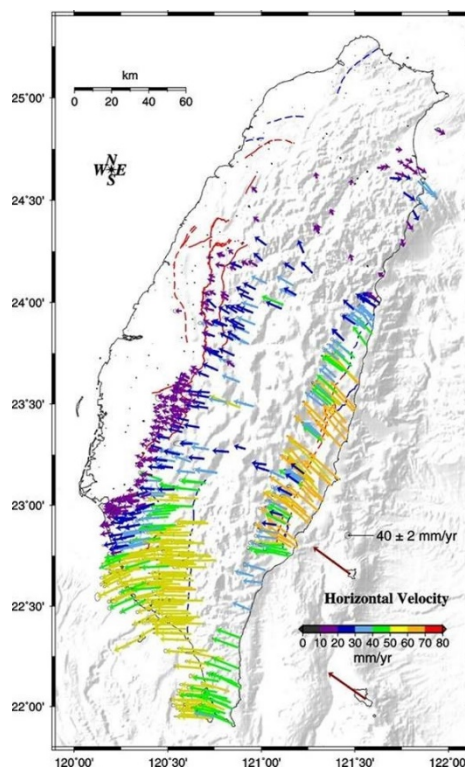 km
0 20 40 60
25°00'
N
W E
S
24°30'
24°00'
23°30'
23°00'
40 ± 2 mm/yr
22°30'
Horizontal Velocity
0 10 20 30 40 50 60 70 80
mm/yr
22°00'
120°00' 120°30' 121°00' 121°30' 122°00'